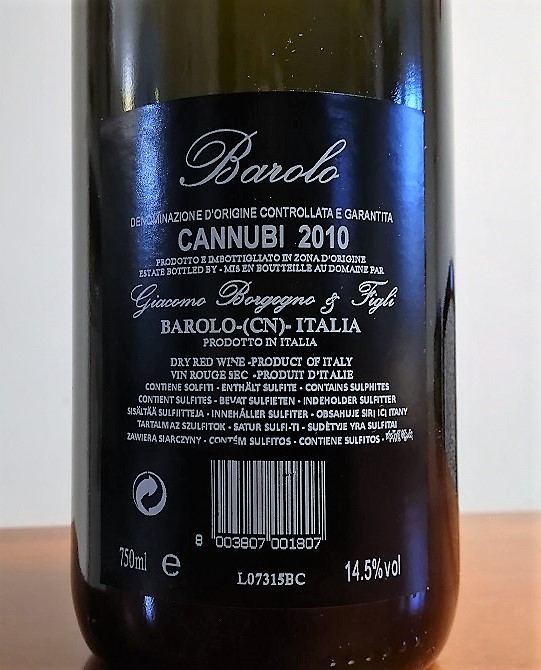 Barolo
DENOMINAZIONE D'ORIGINE CONTROLLATA E GARANTITA
CANNUBI 2010
PRODOTTO E IMBOTTIGLIATO IN ZONA D'ORIGINE
ESTATE BOTTLED BY - MIS EN BOUTTEILLE AU DOMAINE PAR
Giacomo Borgogno & Figli
BAROLO-(CN)- ITALIA
PRODOTTO IN ITALIA
DRY RED WINE -PRODUCT OF ITALY
VIN ROUGE SEC -PRODUIT D'ITALIE
CONTIENE SOLFITI - ENTHÄLT SULFITE - CONTAINS SULPHITES
CONTIENT SULFITES - BEVAT SULFIETEN - INDEHOLDER SULFITTER
SISÄLTÄÄ SULFIITTEJA - INNEHÅLLER SULFITER - OBSAHUJE SIRI ICI ITANY
TARTALMAZ SZULFITOK - SATUR SULFI-TI - SUDĖTYJE YRA SULFITAI
ZAWIERA SIARCZYNY - CONTÉM SULFITOS - CONTIENE SULFITOS -
8 003807 001807
750ml e
L07315BC
14.5%vol